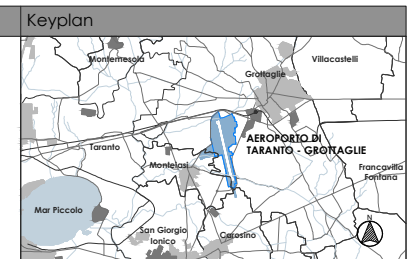 Keyplan
Montemesola
Villacastelli
Grottaglie
AEROPORTO DI
TARANTO - GROTTAGLIE
Taranto
Monteiasi
Francavilla
Fontana
Mar Piccolo
San Giorgio
Ionico
Carosino
N